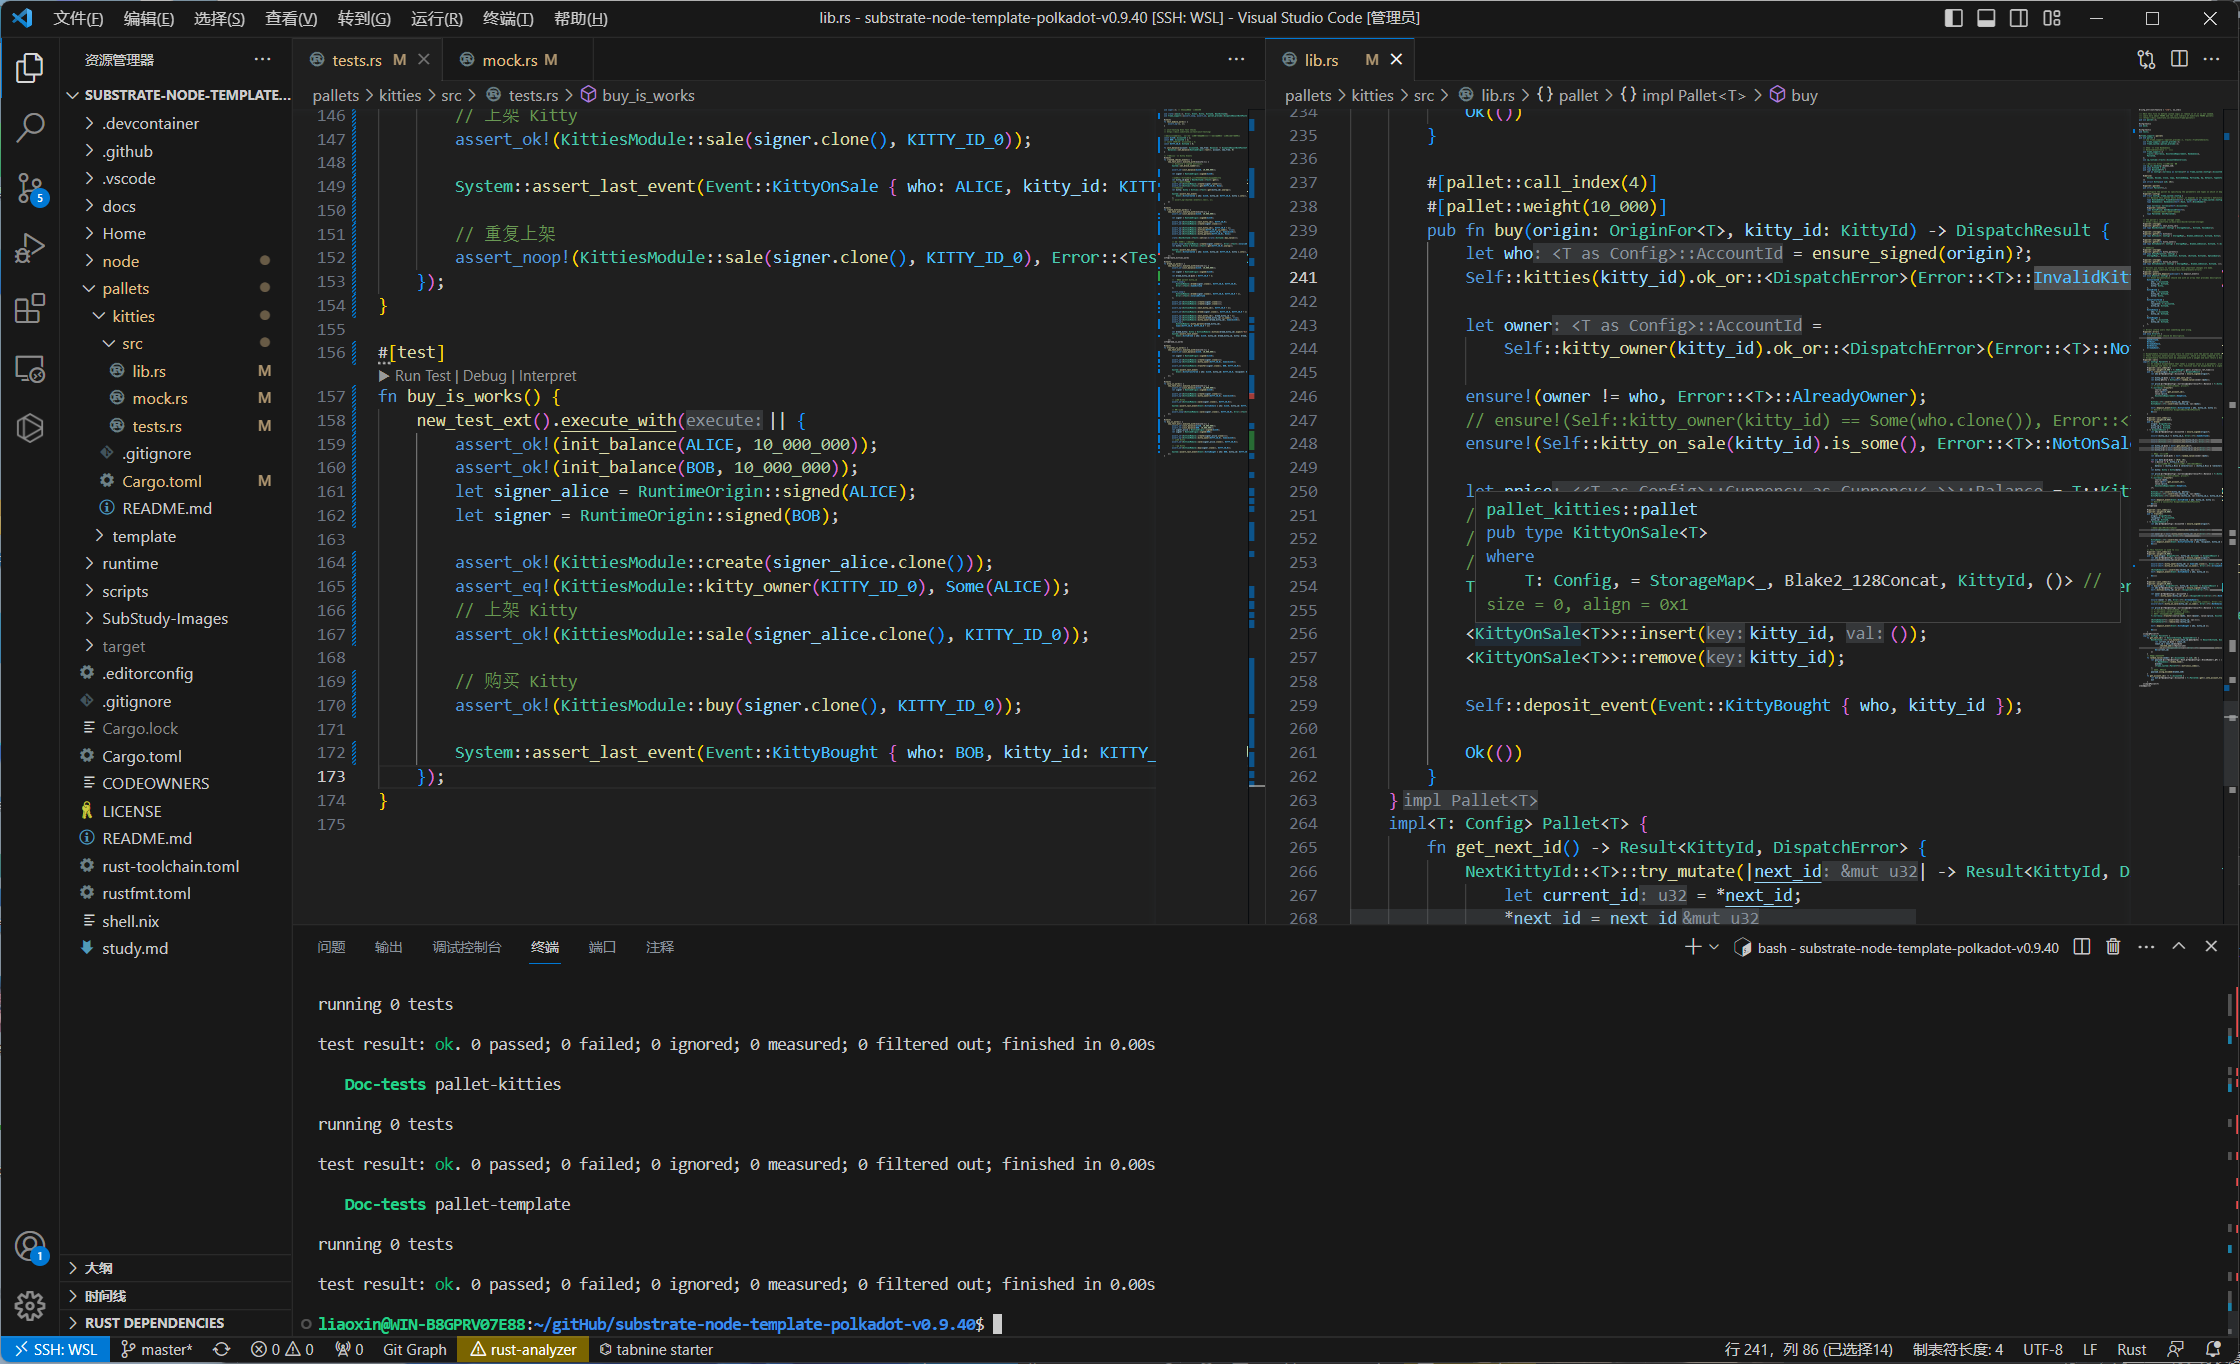 文件(F) 编辑(E) 选择(S) 查看(V) 转到(G) 运行(R) 终端(T) 帮助(H)
lib.rs - substrate-node-template-polkadot-v0.9.40 [SSH: WSL] - Visual Studio Code [管理员]
资源管理器
SUBSTRATE-NODE-TEMPLATE...
.devcontainer
.github
.vscode
docs
Home
node
pallets
kitties
src
lib.rs M
mock.rs M
tests.rs M
.gitignore
Cargo.toml M
README.md
template
runtime
scripts
SubStudy-Images
target
.editorconfig
.gitignore
Cargo.lock
Cargo.toml
CODEOWNERS
LICENSE
README.md
rust-toolchain.toml
rustfmt.toml
shell.nix
study.md
大纲
时间线
RUST DEPENDENCIES
5
1
tests.rs M
mock.rs M
pallets > kitties > src > tests.rs > buy_is_works
146 // 上架 Kitty
147 assert_ok!(KittiesModule::sale(signer.clone(), KITTY_ID_0));
148
149 System::assert_last_event(Event::KittyOnSale { who: ALICE, kitty_id: KITT
150
151 // 重复上架
152 assert_noop!(KittiesModule::sale(signer.clone(), KITTY_ID_0), Error::<Tes
153 });
154 }
155
156 #[test]
Run Test | Debug | Interpret
157 fn buy_is_works() {
158 new_test_ext().execute_with(execute: || {
159 assert_ok!(init_balance(ALICE, 10_000_000));
160 assert_ok!(init_balance(BOB, 10_000_000));
161 let signer_alice = RuntimeOrigin::signed(ALICE);
162 let signer = RuntimeOrigin::signed(BOB);
163
164 assert_ok!(KittiesModule::create(signer_alice.clone()));
165 assert_eq!(KittiesModule::kitty_owner(KITTY_ID_0), Some(ALICE));
166 // 上架 Kitty
167 assert_ok!(KittiesModule::sale(signer_alice.clone(), KITTY_ID_0));
168
169 // 购买 Kitty
170 assert_ok!(KittiesModule::buy(signer.clone(), KITTY_ID_0));
171
172 System::assert_last_event(Event::KittyBought { who: BOB, kitty_id: KITTY_
173 });
174 }
175
lib.rs M
pallets > kitties > src > lib.rs > {} pallet > {} impl Pallet<T> > buy
234 Ok(())
235 }
236
237 #[pallet::call_index(4)]
238 #[pallet::weight(10_000)]
239 pub fn buy(origin: OriginFor<T>, kitty_id: KittyId) -> DispatchResult {
240 let who: <T as Config>::AccountId = ensure_signed(origin)?;
241 Self::kitties(kitty_id).ok_or::<DispatchError>(Error::<T>::InvalidKit
242
243 let owner: <T as Config>::AccountId =
244 Self::kitty_owner(kitty_id).ok_or::<DispatchError>(Error::<T>::No
245
246 ensure!(owner != who, Error::<T>::AlreadyOwner);
247 // ensure!(Self::kitty_owner(kitty_id) == Some(who.clone()), Error::<
248 ensure!(Self::kitty_on_sale(kitty_id).is_some(), Error::<T>::NotOnSal
249
250 let price: <<T as Config>::Currency as Currency<_>>::Balance = T::Kit
251 /
252 /
253 /
254 T
255
pallet_kitties::pallet
pub type KittyOnSale<T>
where
T: Config, = StorageMap<_, Blake2_128Concat, KittyId, ()> //
size = 0, align = 0x1
256 <KittyOnSale<T>>::insert(key: kitty_id, val: ());
257 <KittyOnSale<T>>::remove(key: kitty_id);
258
259 Self::deposit_event(Event::KittyBought { who, kitty_id });
260
261 Ok(())
262 }
263 } impl Pallet<T>
264 impl<T: Config> Pallet<T> {
265 fn get_next_id() -> Result<KittyId, DispatchError> {
266 NextKittyId::<T>::try_mutate(|next_id: &mut u32| -> Result<KittyId, D
267 let current_id: u32 = *next_id;
268 *next_id = next_id &mut u32
问题 输出 调试控制台 终端 端口 注释
bash - substrate-node-template-polkadot-v0.9.40
running 0 tests
test result: ok. 0 passed; 0 failed; 0 ignored; 0 measured; 0 filtered out; finished in 0.00s
Doc-tests pallet-kitties
running 0 tests
test result: ok. 0 passed; 0 failed; 0 ignored; 0 measured; 0 filtered out; finished in 0.00s
Doc-tests pallet-template
running 0 tests
test result: ok. 0 passed; 0 failed; 0 ignored; 0 measured; 0 filtered out; finished in 0.00s
liaoxin@WIN-B8GPRV07E88:~/gitHub/substrate-node-template-polkadot-v0.9.40$
SSH: WSL master* 0 0 0 Git Graph rust-analyzer tabnine starter
行 241，列 86 (已选择14) 制表符长度: 4 UTF-8 LF Rust